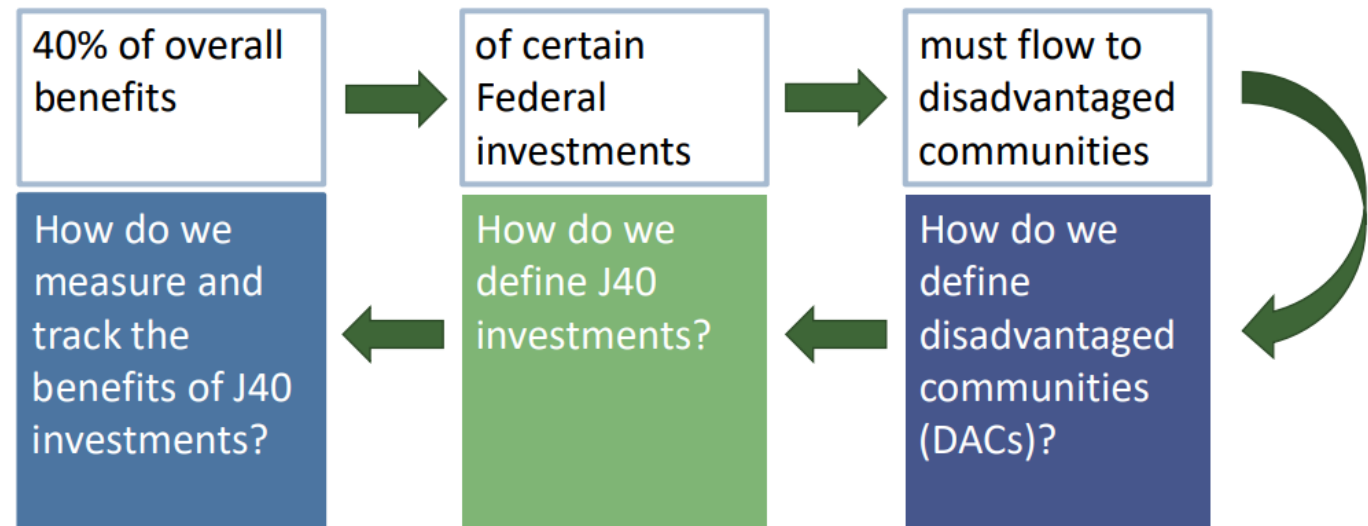 40% of overall
benefits
of certain
Federal
investments
must flow to
disadvantaged
communities
How do we
define
disadvantaged
communities
(DACs)?
How do we
define J40
investments?
How do we
measure and
track the
benefits of J40
investments?